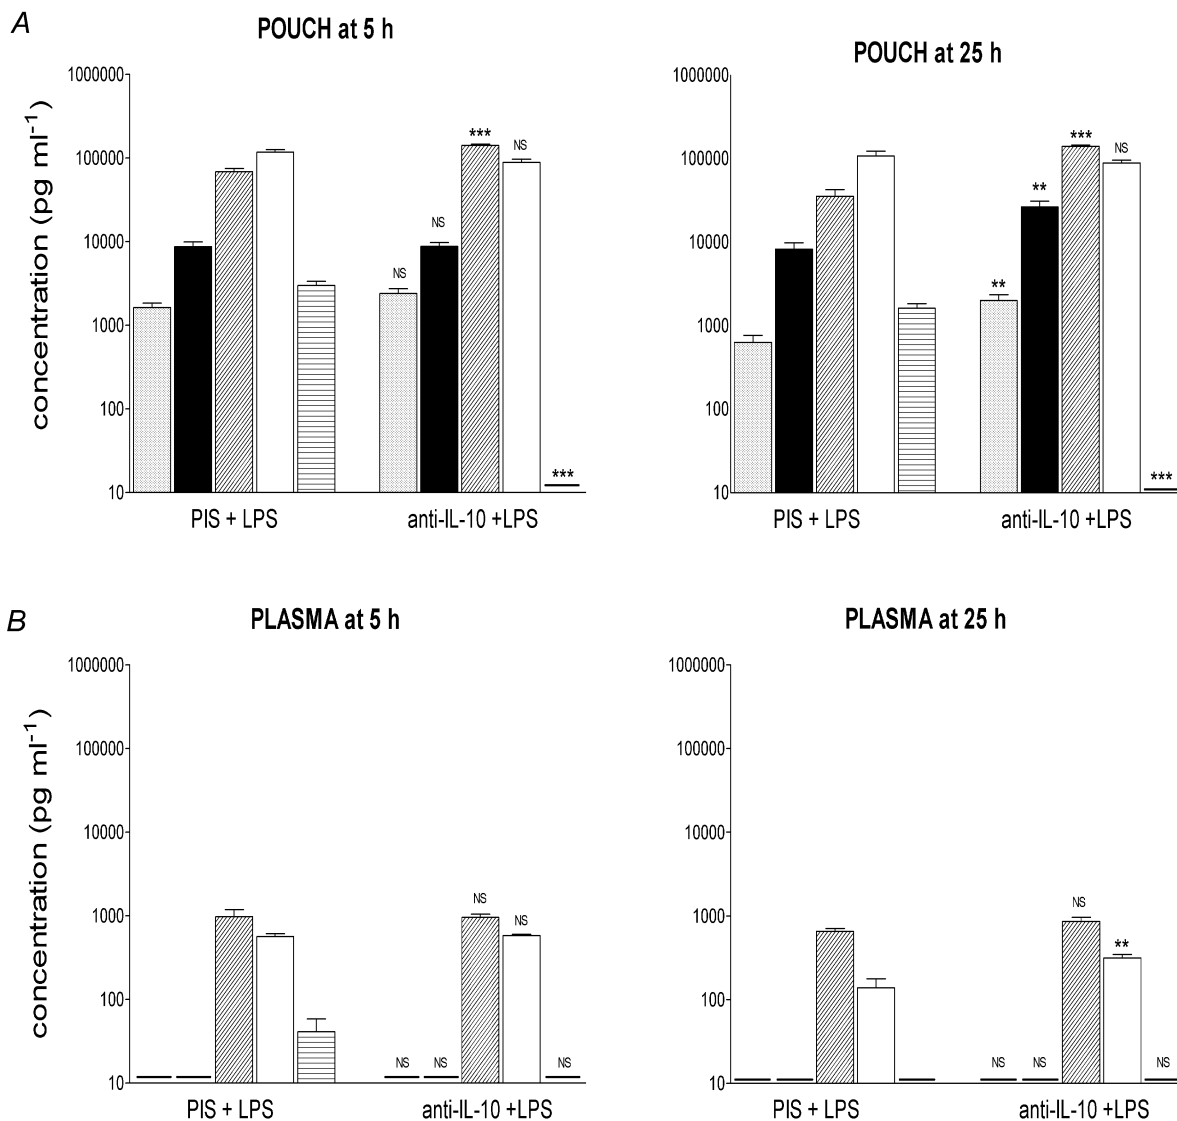 A
POUCH at 5 h
concentration (pg ml-1)
1000000
100000
10000
1000
100
10
NS
NS
***
NS
***
PIS + LPS
anti-IL-10 +LPS
POUCH at 25 h
1000000
100000
10000
1000
100
10
**
**
***
NS
***
PIS + LPS
anti-IL-10 +LPS
B
PLASMA at 5 h
concentration (pg ml-1)
1000000
100000
10000
1000
100
10
NS
NS
NS
NS
NS
PIS + LPS
anti-IL-10 +LPS
PLASMA at 25 h
1000000
100000
10000
1000
100
10
NS
NS
NS
**
NS
PIS + LPS
anti-IL-10 +LPS